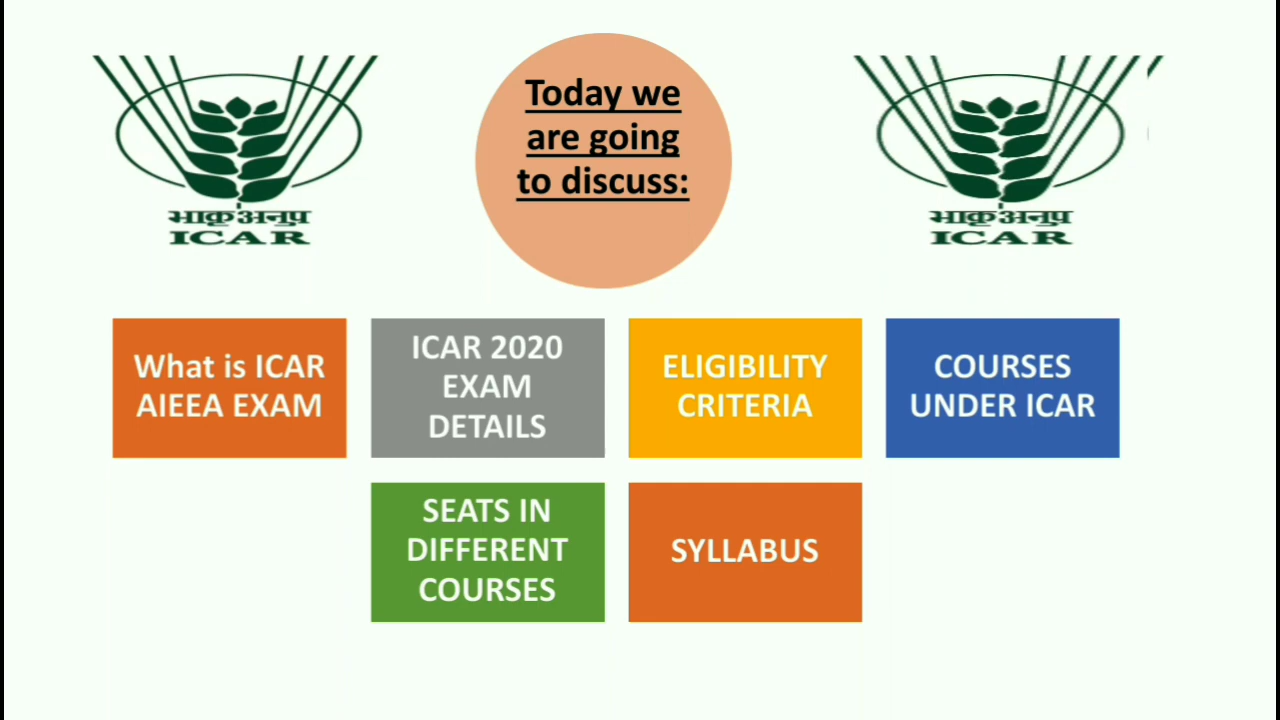 Today we
are going
to discuss:
भाकृअनुप
ICAR
भाकृअनुप
ICAR
What is ICAR
AIEEA EXAM
ICAR 2020
EXAM
DETAILS
ELIGIBILITY
CRITERIA
COURSES
UNDER ICAR
SEATS IN
DIFFERENT
COURSES
SYLLABUS